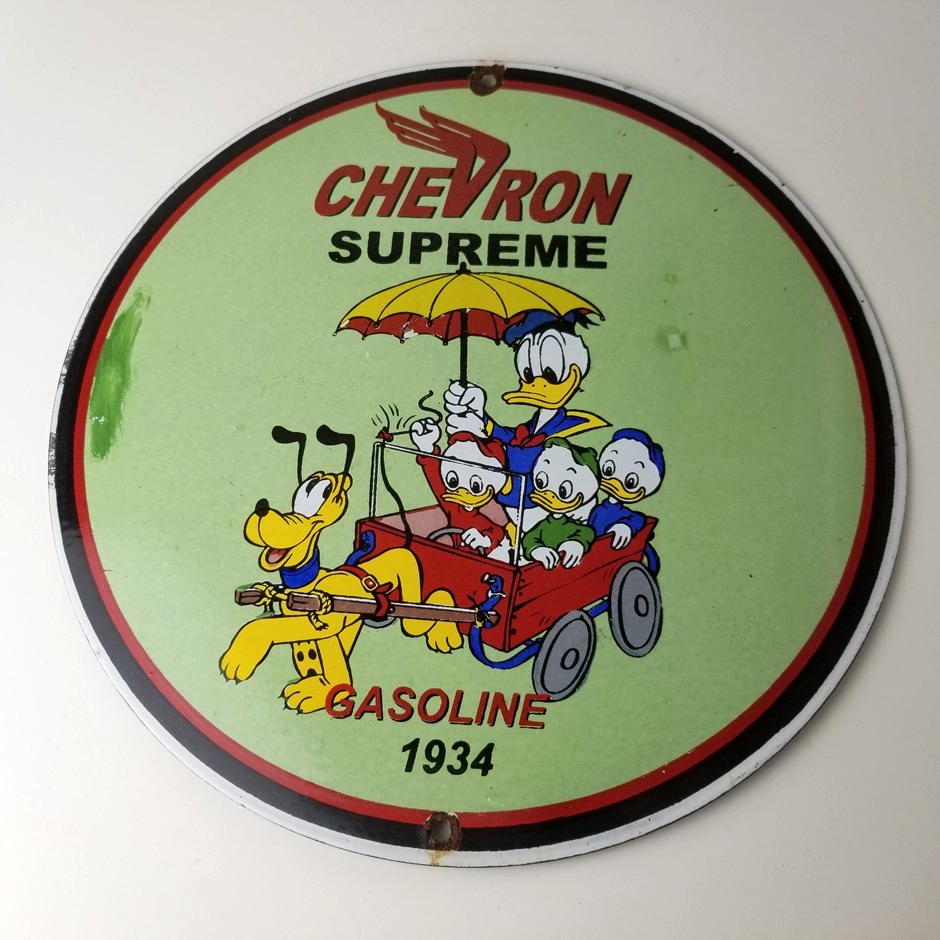 CHEVRON
SUPREME
GASOLINE
1934